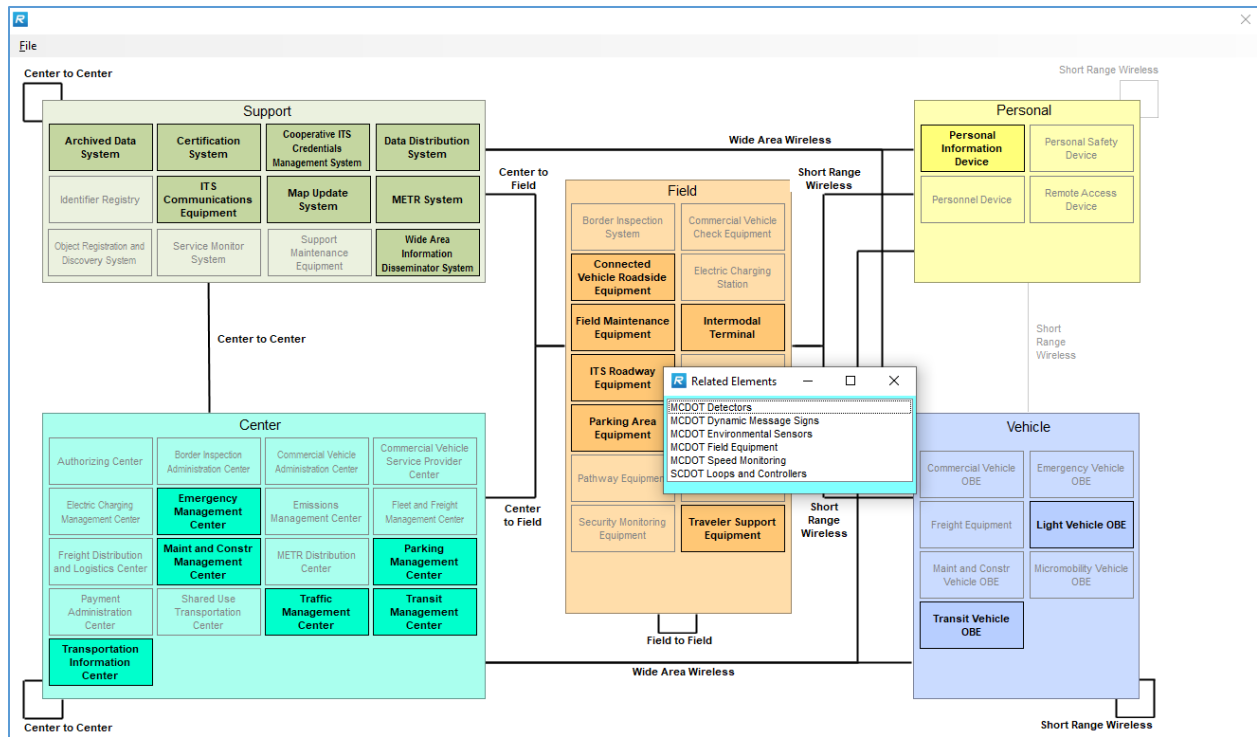 R
File
Center to Center
Short Range Wireless
Support
Archived Data
System
Certification
System
Cooperative ITS
Credentials
Management System
Data Distribution
System
Identifier Registry
ITS
Communications
Equipment
Map Update
System
METR System
Object Registration and
Discovery System
Service Monitor
System
Support
Maintenance
Equipment
Wide Area
Information
Disseminator System
Wide Area Wireless
Center to
Field
Short Range
Wireless
Personal
Personal
Information
Device
Personal Safety
Device
Personnel Device
Remote Access
Device
Field
Border Inspection
System
Commercial Vehicle
Check Equipment
Connected
Vehicle Roadside
Equipment
Electric Charging
Station
Field Maintenance
Equipment
Intermodal
Terminal
ITS Roadway
Equipment
Parking Area
Equipment
Pathway Equipment
Security Monitoring
Equipment
Traveler Support
Equipment
Center to Center
Short
Range
Wireless
R Related Elements
MCDOT Detectors
MCDOT Dynamic Message Signs
MCDOT Environmental Sensors
MCDOT Field Equipment
MCDOT Speed Monitoring
SCDOT Loops and Controllers
Center
Authorizing Center
Border Inspection
Administration Center
Commercial Vehicle
Administration Center
Commercial Vehicle
Service Provider
Center
Electric Charging
Management Center
Emergency
Management
Center
Emissions
Management Center
Fleet and Freight
Management Center
Freight Distribution
and Logistics Center
Maint and Constr
Management
Center
METR Distribution
Center
Parking
Management
Center
Payment
Administration
Center
Shared Use
Transportation
Center
Traffic
Management
Center
Transit
Management
Center
Transportation
Information
Center
Center
to Field
Short
Range
Wireless
Vehicle
Commercial Vehicle
OBE
Emergency Vehicle
OBE
Freight Equipment
Light Vehicle OBE
Maint and Constr
Vehicle OBE
Micromobility Vehicle
OBE
Transit Vehicle
OBE
Field to Field
Wide Area Wireless
Center to Center
Short Range Wireless